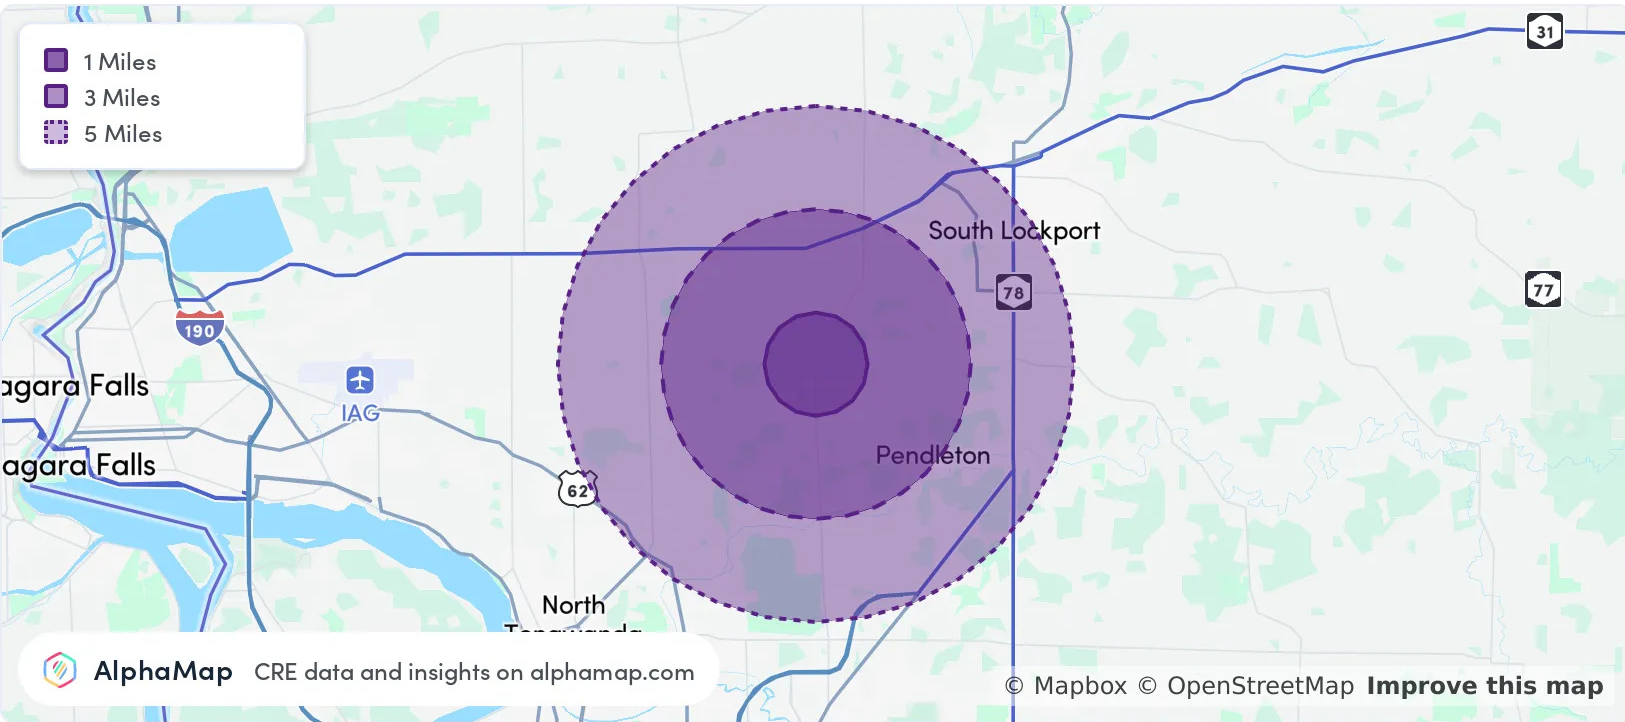 1 Miles
3 Miles
5 Miles
31
South Lockport
78
77
190
agara Falls
IAG
Pendleton
agara Falls
62
North
Tonawanda
AlphaMap CRE data and insights on alphamap.com
© Mapbox © OpenStreetMap Improve this map